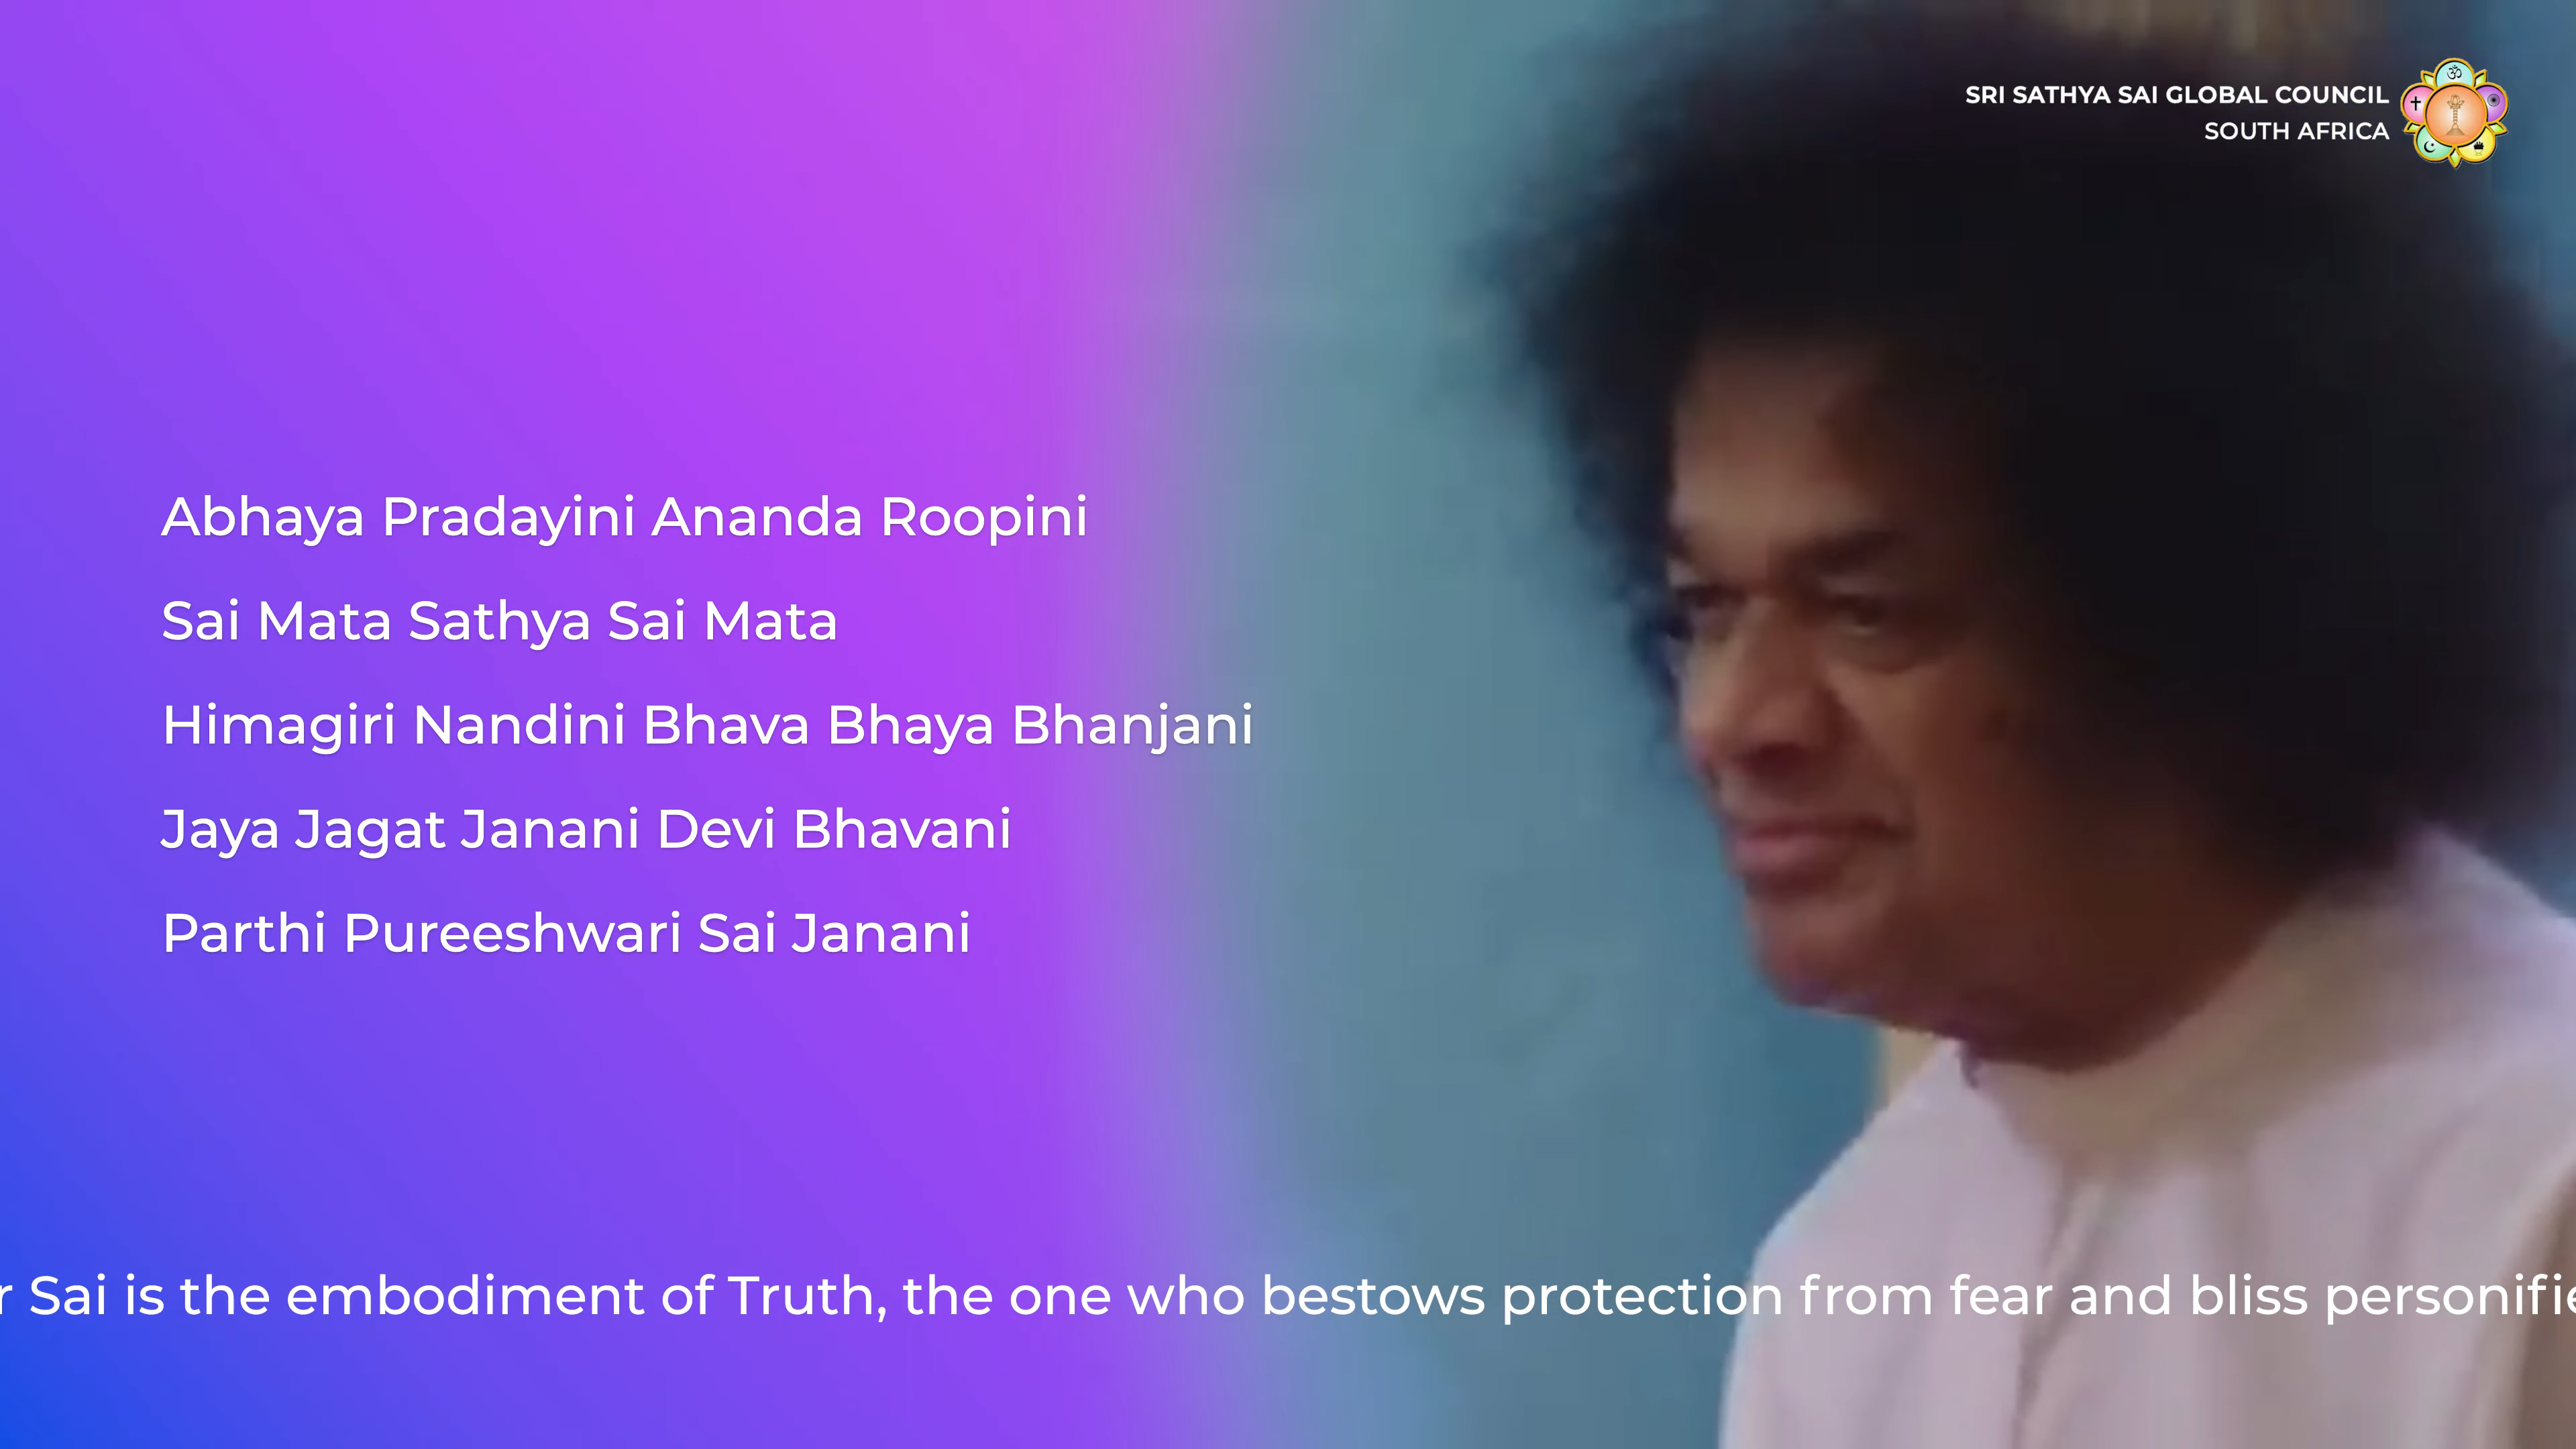 SRI SATHYA SAI GLOBAL COUNCIL
SOUTH AFRICA
Abhaya Pradayini Ananda Roopini
Sai Mata Sathya Sai Mata
Himagiri Nandini Bhava Bhaya Bhanjani
Jaya Jagat Janani Devi Bhavani
Parthi Pureeshwari Sai Janani
Sai is the embodiment of Truth, the one who bestows protection from fear and bliss